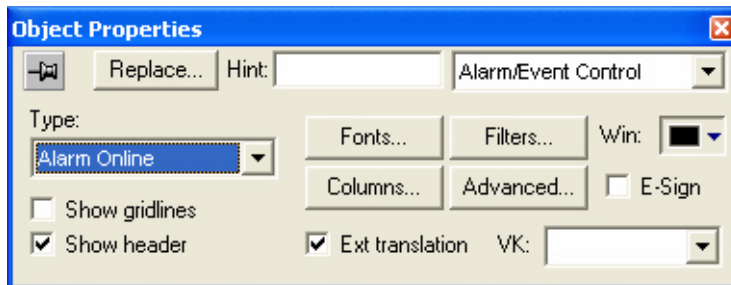 Object Properties
Replace... Hint: Alarm/Event Control
Type: Fonts... Filters... Win:
Alarm Online
Columns... Advanced... E-Sign
Show gridlines
Show header Ext translation VK: